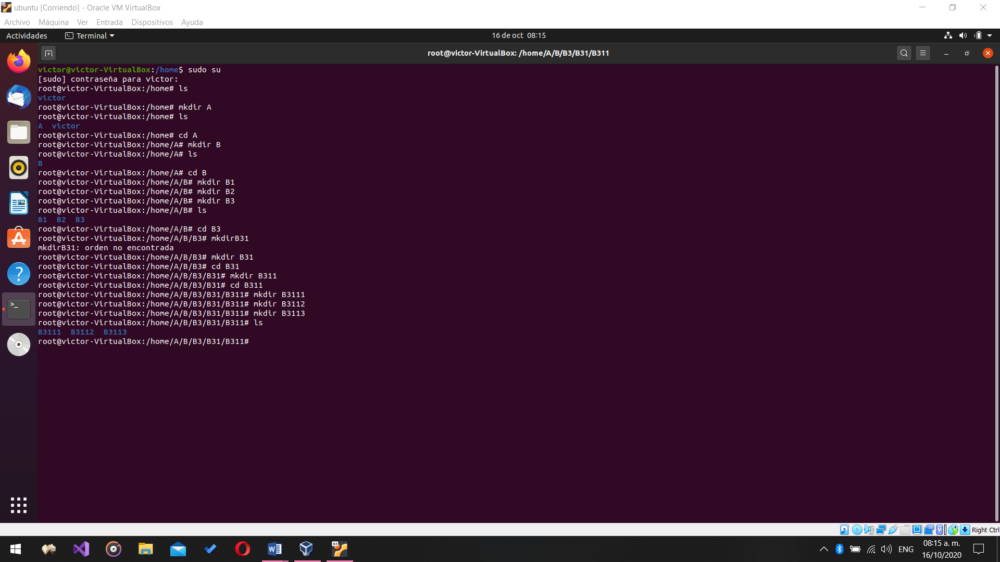 ubuntu [Corriendo] - Oracle VM VirtualBox
Archivo Máquina Ver Entrada Dispositivos Ayuda
Actividades Terminal 16 de oct 08:15
root@victor-VirtualBox: /home/A/B/B3/B31/B311
victor@victor-VirtualBox:/home$ sudo su
[sudo] contraseña para victor:
root@victor-VirtualBox:/home# ls
victor
root@victor-VirtualBox:/home# mkdir A
root@victor-VirtualBox:/home# ls
A victor
root@victor-VirtualBox:/home# cd A
root@victor-VirtualBox:/home/A# mkdir B
root@victor-VirtualBox:/home/A# ls
B
root@victor-VirtualBox:/home/A# cd B
root@victor-VirtualBox:/home/A/B# mkdir B1
root@victor-VirtualBox:/home/A/B# mkdir B2
root@victor-VirtualBox:/home/A/B# mkdir B3
root@victor-VirtualBox:/home/A/B# ls
B1 B2 B3
root@victor-VirtualBox:/home/A/B# cd B3
root@victor-VirtualBox:/home/A/B/B3# mkdirB31
mkdirB31: orden no encontrada
root@victor-VirtualBox:/home/A/B/B3# mkdir B31
root@victor-VirtualBox:/home/A/B/B3# cd B31
root@victor-VirtualBox:/home/A/B/B3/B31# mkdir B311
root@victor-VirtualBox:/home/A/B/B3/B31# cd B311
root@victor-VirtualBox:/home/A/B/B3/B31/B311# mkdir B3111
root@victor-VirtualBox:/home/A/B/B3/B31/B311# mkdir B3112
root@victor-VirtualBox:/home/A/B/B3/B31/B311# mkdir B3113
root@victor-VirtualBox:/home/A/B/B3/B31/B311# ls
B3111 B3112 B3113
root@victor-VirtualBox:/home/A/B/B3/B31/B311#
Right Ctrl
ENG
08:15 a. m.
16/10/2020